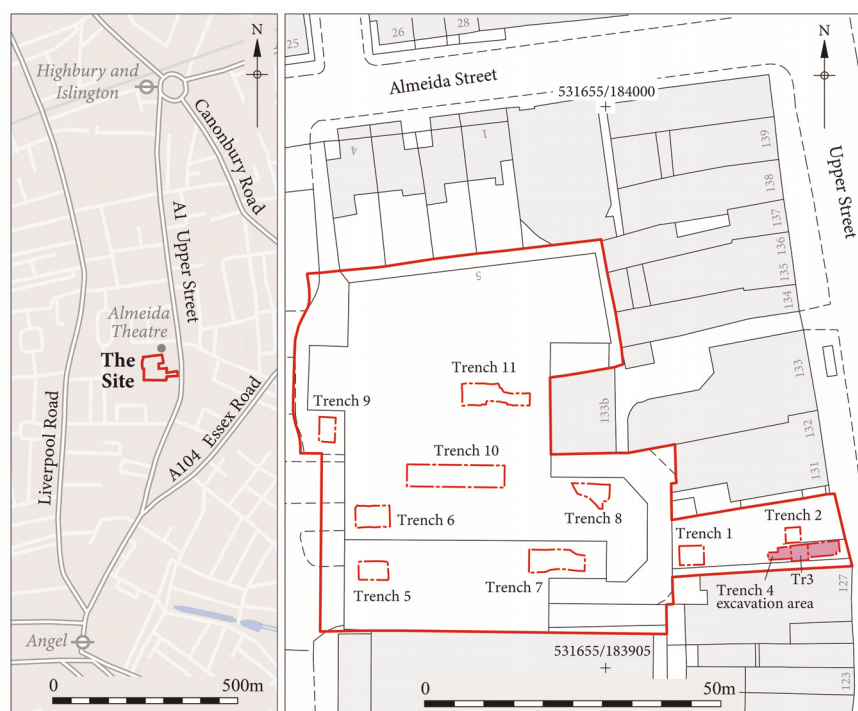 N
Highbury and
Islington
Canonbury Road
A1 Upper Street
Almeida
Theatre
The
Site
Liverpool Road
A104 Essex Road
Angel
0 500m
25
26
28
N
Almeida Street
531655/184000
Upper Street
4
1
139
138
137
136
135
134
5
133
133b
132
131
Trench 11
Trench 9
Trench 10
Trench 6
Trench 8
Trench 1
Trench 2
Trench 5
Trench 7
Trench 4
excavation area
Tr3
127
123
531655/183905
0 50m